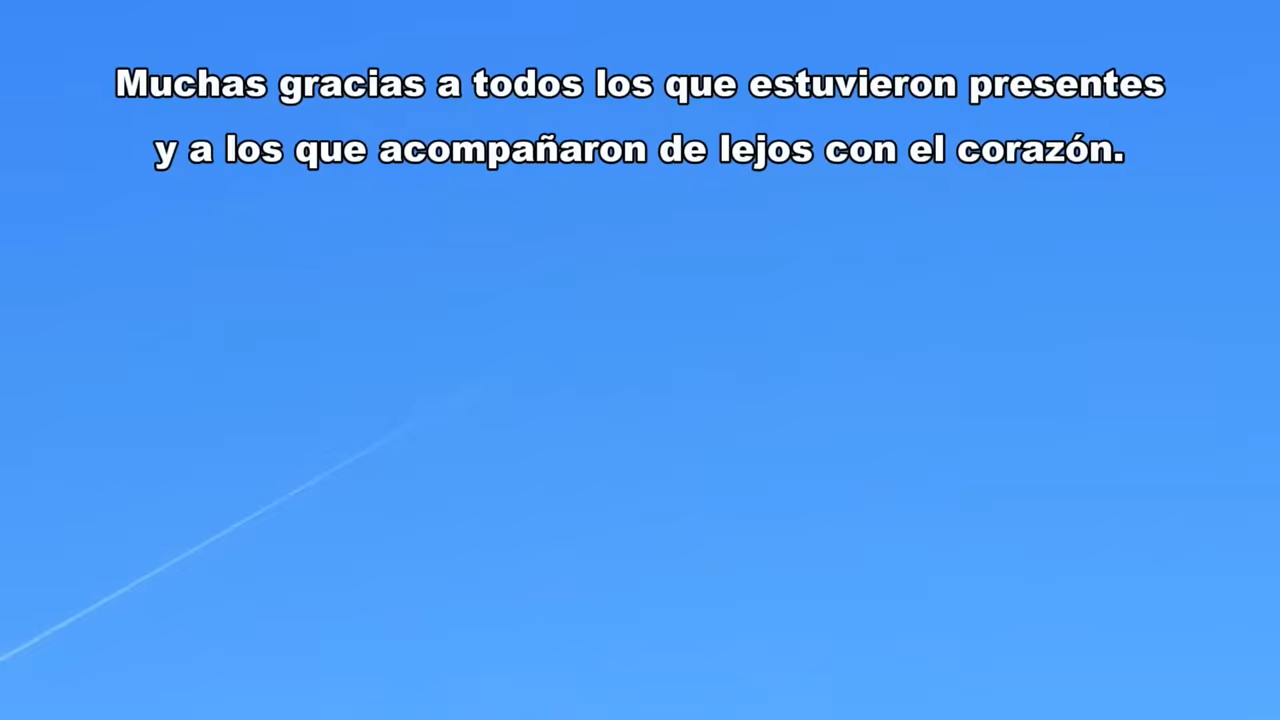 Muchas gracias a todos los que estuvieron presentes
y a los que acompañaron de lejos con el corazón.